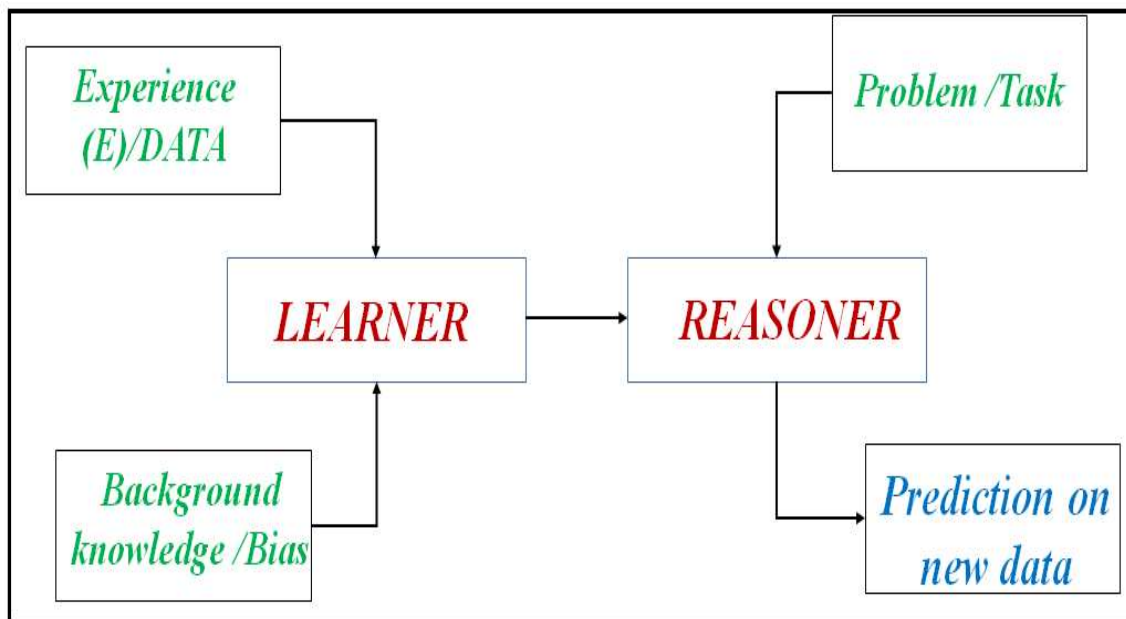 Experience
(E)/DATA
Problem /Task
LEARNER
REASONER
Background
knowledge /Bias
Prediction on
new data